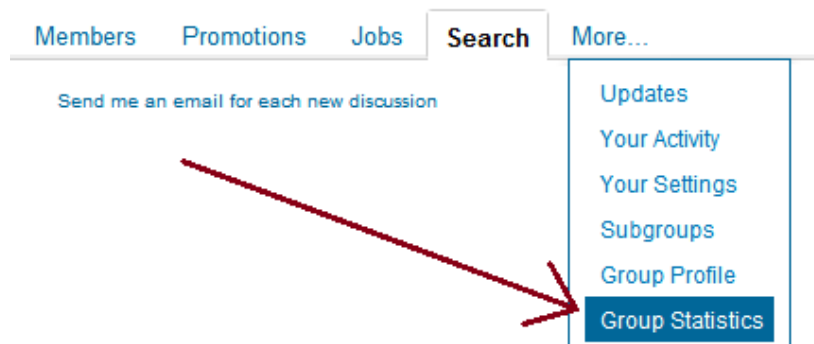 Members Promotions Jobs Search More...
Send me an email for each new discussion
Updates
Your Activity
Your Settings
Subgroups
Group Profile
Group Statistics